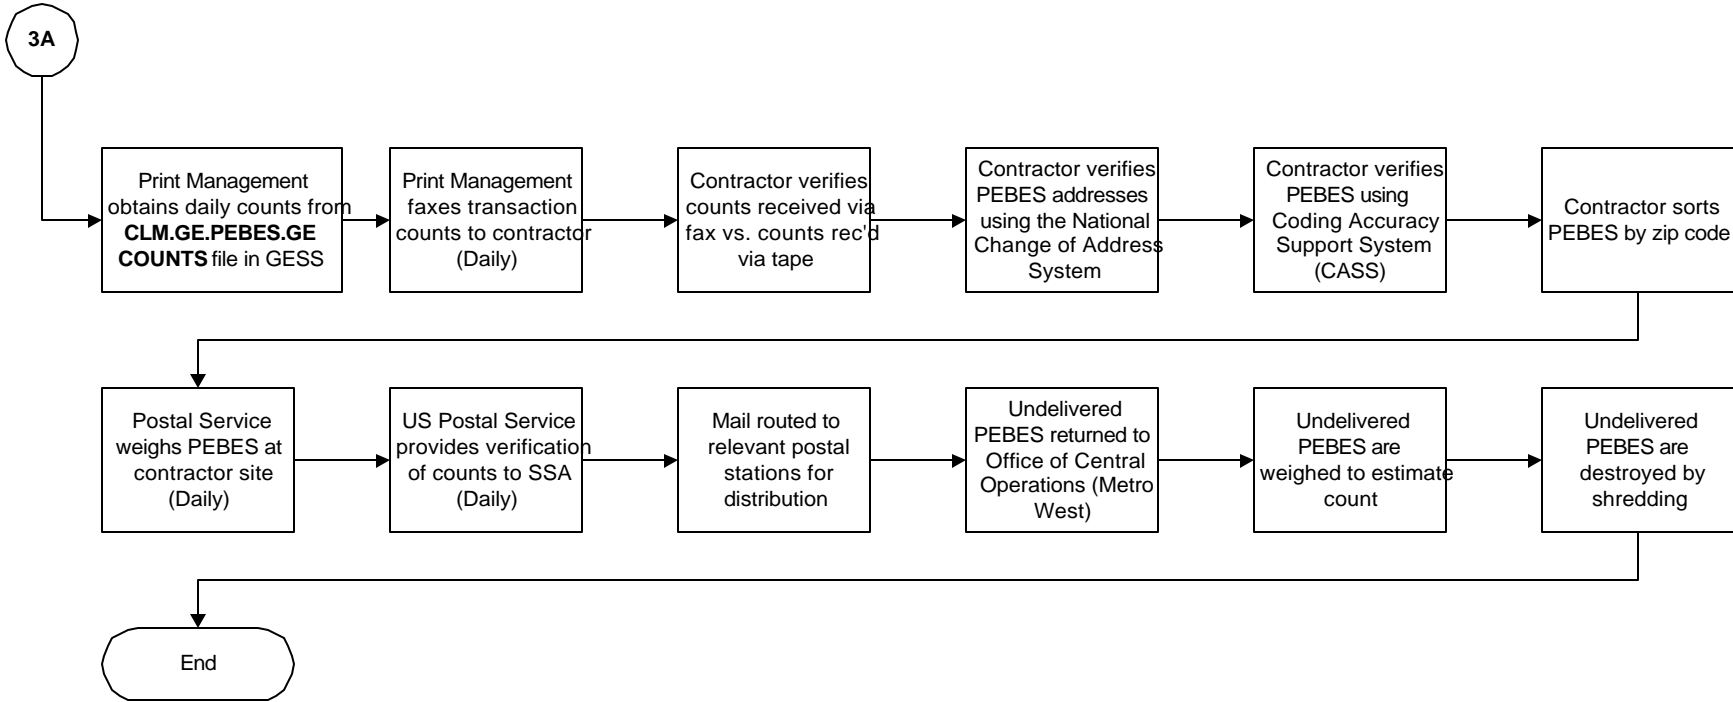 3A
Print Management
obtains daily counts from
CLM.GE.PEBES.GE
COUNTS file in GESS
Print Management
faxes transaction
counts to contractor
(Daily)
Contractor verifies
counts received via
fax vs. counts rec'd
via tape
Contractor verifies
PEBES addresses
using the National
Change of Address
System
Contractor verifies
PEBES using
Coding Accuracy
Support System
(CASS)
Contractor sorts
PEBES by zip code
Postal Service
weighs PEBES at
contractor site
(Daily)
US Postal Service
provides verification
of counts to SSA
(Daily)
Mail routed to
relevant postal
stations for
distribution
Undelivered
PEBES returned to
Office of Central
Operations (Metro
West)
Undelivered
PEBES are
weighed to estimate
count
Undelivered
PEBES are
destroyed by
shredding
End